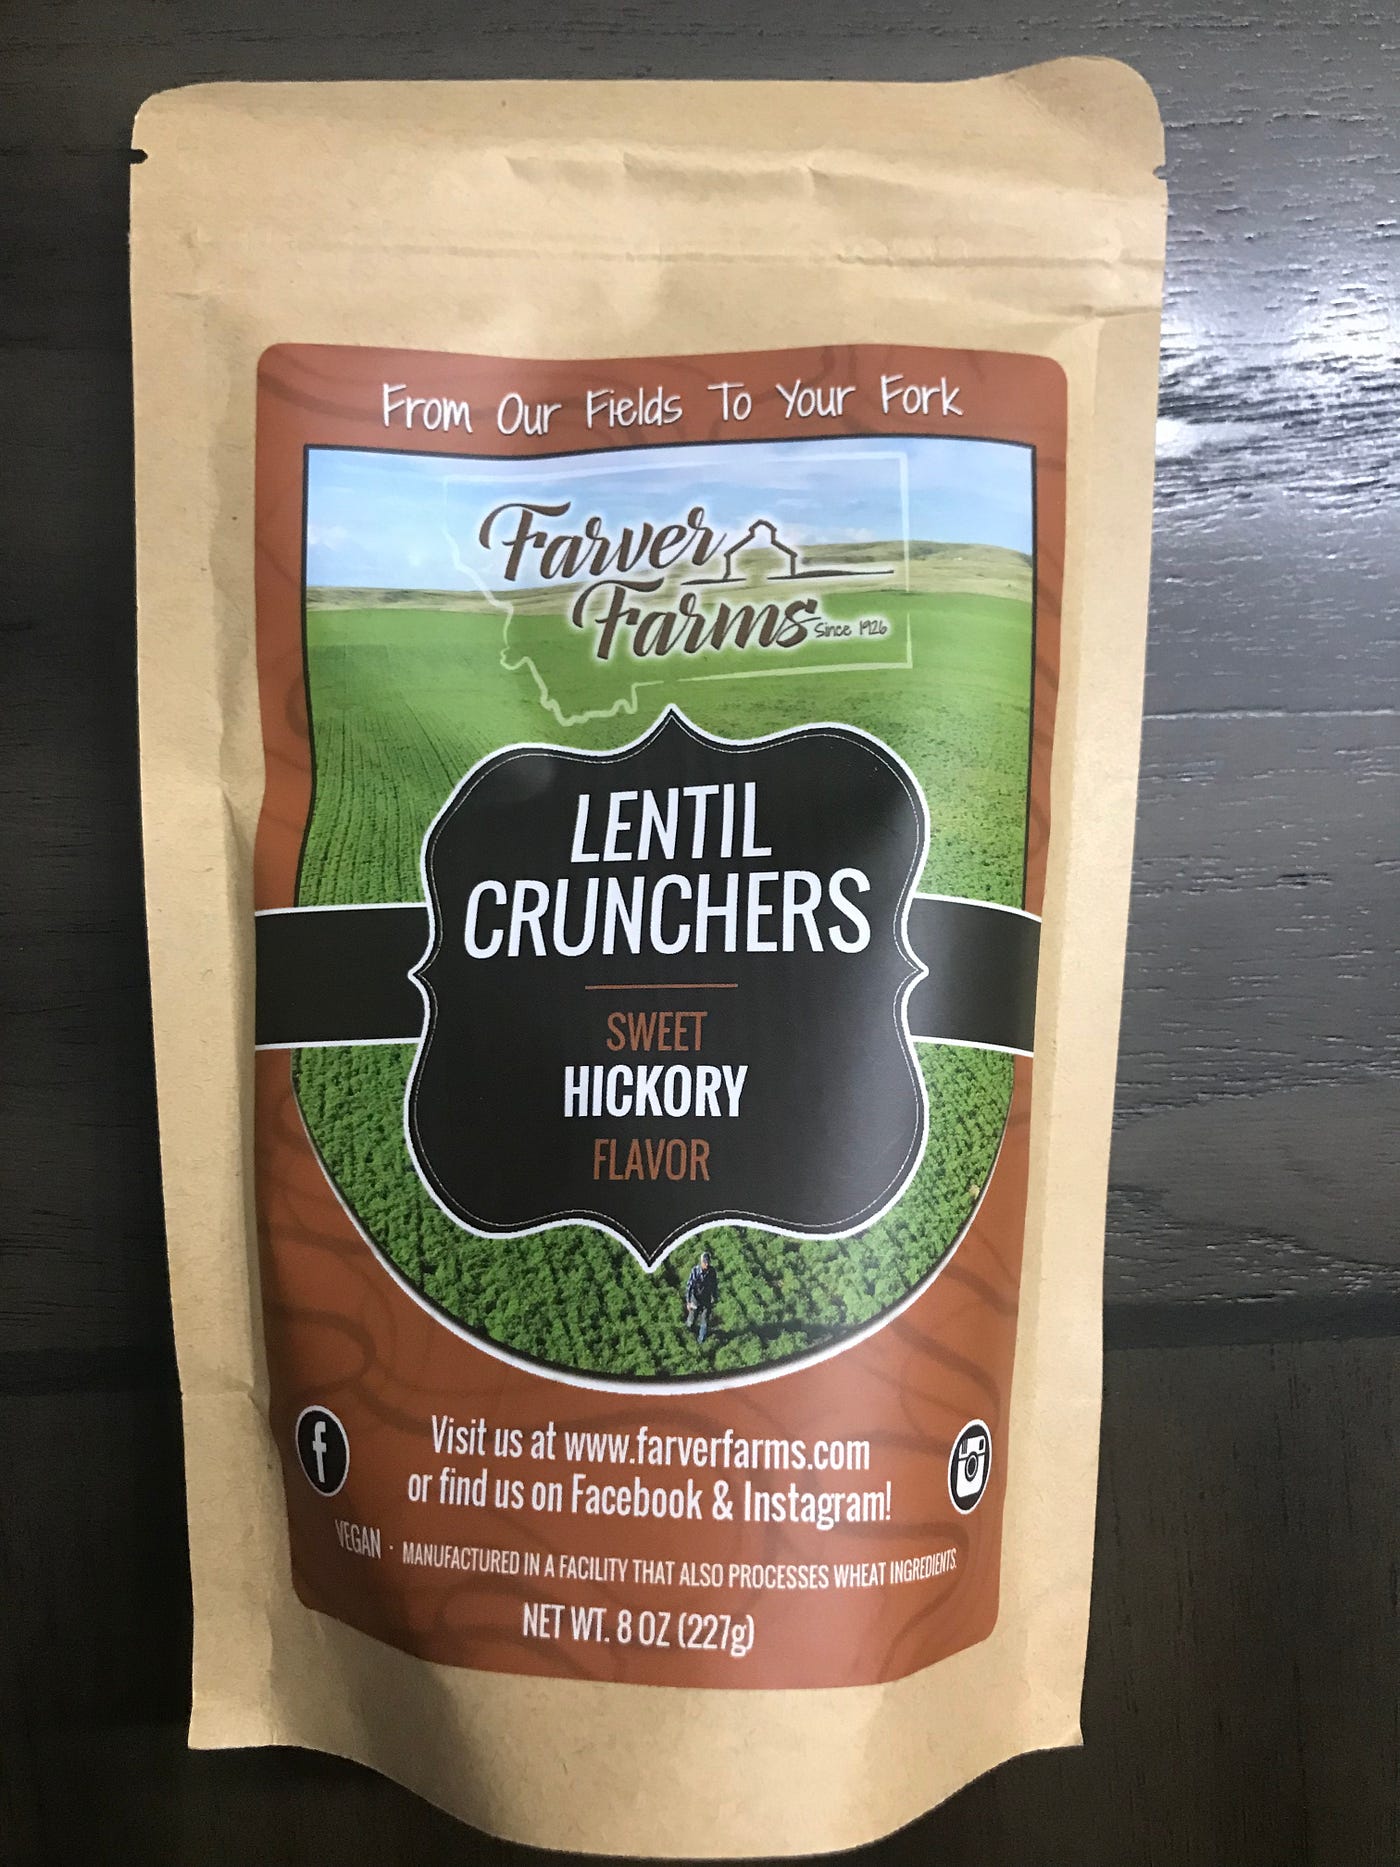 From Our Fields To Your Fork
Farver
Farms
Since 1926
LENTIL
CRUNCHERS
SWEET
HICKORY
FLAVOR
f
Visit us at www.farverfarms.com
or find us on Facebook & Instagram!
VEGAN · MANUFACTURED IN A FACILITY THAT ALSO PROCESSES WHEAT INGREDIENTS.
NET WT. 8 OZ (227g)